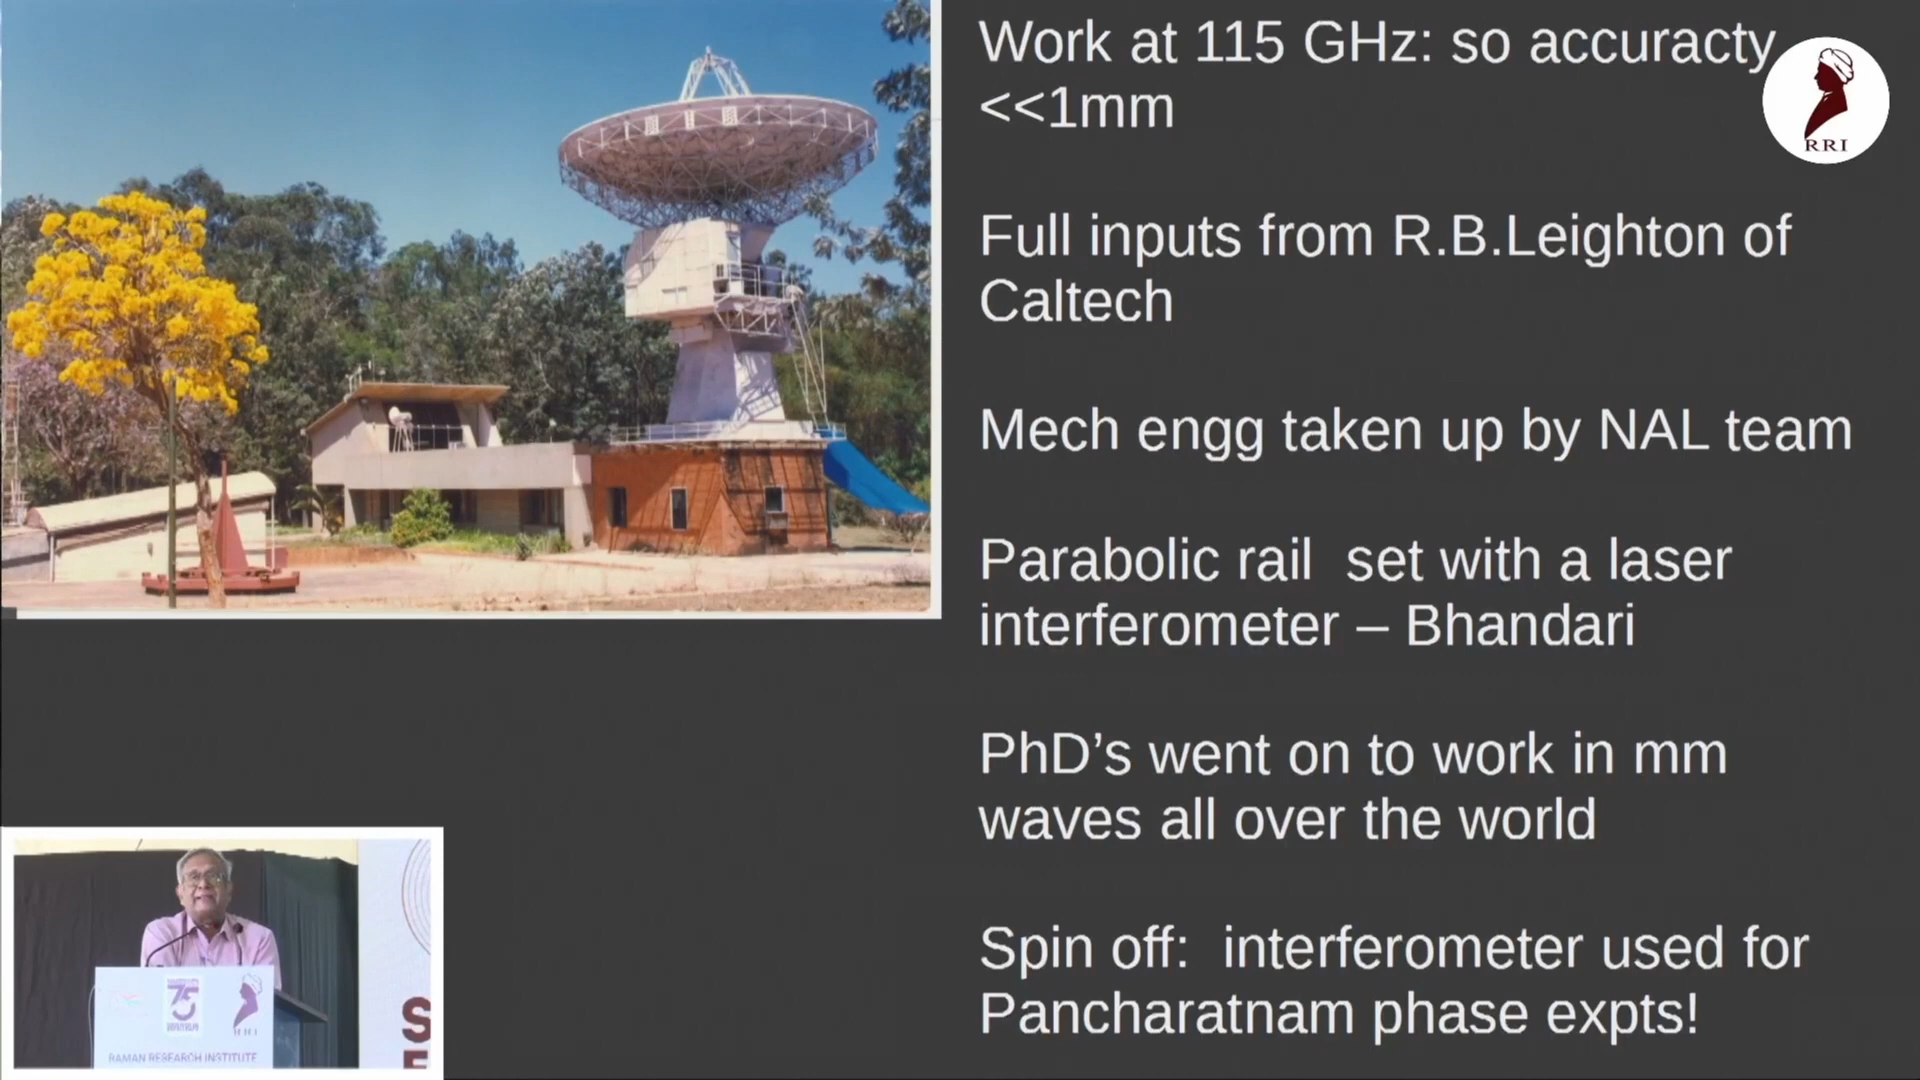 Work at 115 GHz: so accuracty
<<1mm
RRI
Full inputs from R.B.Leighton of
Caltech
Mech engg taken up by NAL team
Parabolic rail  set with a laser
interferometer – Bhandari
PhD’s went on to work in mm
waves all over the world
Spin off:  interferometer used for
Pancharatnam phase expts!
75
RAMAN RESEARCH INSTITUTE
S